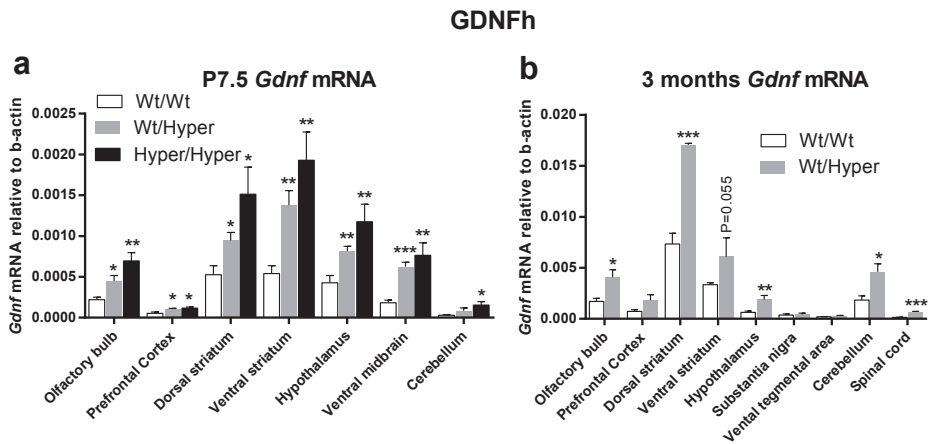 GDNFh
a
P7.5 Gdnf mRNA
Wt/Wt
Wt/Hyper
Hyper/Hyper
Gdnf mRNA relative to b-actin
0.0025
0.0020
0.0015
0.0010
0.0005
0.0000
* ** * * * * ** ** ** ** *** ** *
Olfactory bulb
Prefrontal Cortex
Dorsal striatum
Ventral striatum
Hypothalamus
Ventral midbrain
Cerebellum
b
3 months Gdnf mRNA
Wt/Wt
Wt/Hyper
Gdnf mRNA relative to b-actin
0.020
0.015
0.010
0.005
0.000
* *** P=0.055 ** * ***
Olfactory bulb
Prefrontal Cortex
Dorsal striatum
Ventral striatum
Hypothalamus
Substantia nigra
Vental tegmental area
Cerebellum
Spinal cord